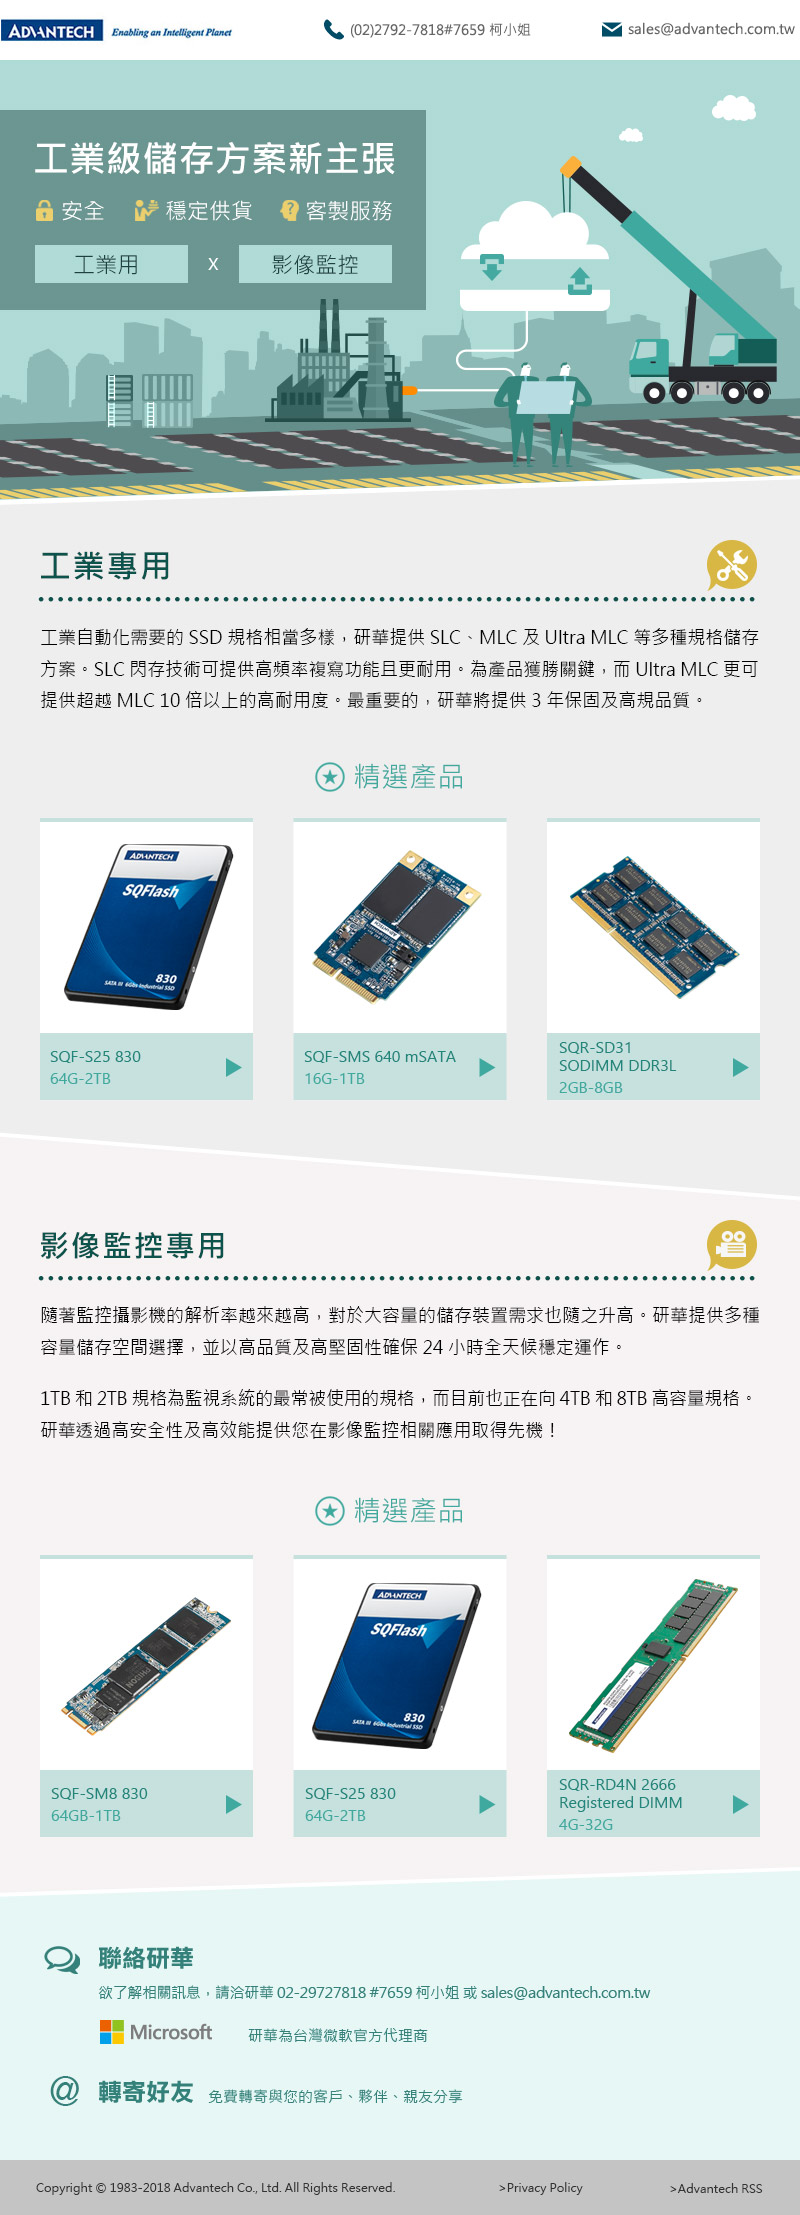 ADVANTECH Enabling an Intelligent Planet
(02)2792-7818#7659 柯小姐
sales@advantech.com.tw
工業級儲存方案新主張
安全 穩定供貨 客製服務
工業用 X 影像監控
工業專用
工業自動化需要的 SSD 規格相當多樣，研華提供 SLC、MLC 及 Ultra MLC 等多種規格儲存
方案。SLC 閃存技術可提供高頻率複寫功能且更耐用。為產品獲勝關鍵，而 Ultra MLC 更可
提供超越 MLC 10 倍以上的高耐用度。最重要的，研華將提供 3 年保固及高規品質。
精選產品
ADVANTECH
SQFlash
830
SATA III 6Gbs Industrial SSD
SQF-S25 830
64G-2TB
SQF-SMS 640 mSATA
16G-1TB
SQR-SD31
SODIMM DDR3L
2GB-8GB
影像監控專用
隨著監控攝影機的解析率越來越高，對於大容量的儲存裝置需求也隨之升高。研華提供多種
容量儲存空間選擇，並以高品質及高堅固性確保 24 小時全天候穩定運作。
1TB 和 2TB 規格為監視系統的最常被使用的規格，而目前也正在向 4TB 和 8TB 高容量規格。
研華透過高安全性及高效能提供您在影像監控相關應用取得先機！
精選產品
PHISON
ADVANTECH
SQFlash
830
SATA III 6Gbs Industrial SSD
SQF-SM8 830
64GB-1TB
SQF-S25 830
64G-2TB
SQR-RD4N 2666
Registered DIMM
4G-32G
聯絡研華
欲了解相關訊息，請洽研華 02-29727818 #7659 柯小姐 或 sales@advantech.com.tw
Microsoft 研華為台灣微軟官方代理商
轉寄好友 免費轉寄與您的客戶、夥伴、親友分享
Copyright © 1983-2018 Advantech Co., Ltd. All Rights Reserved.
>Privacy Policy
>Advantech RSS